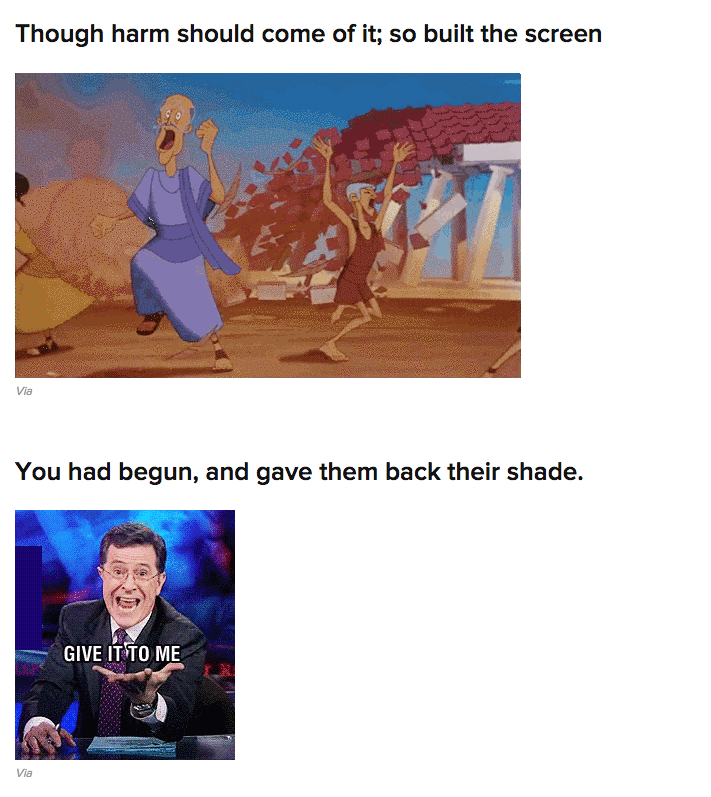 Though harm should come of it; so built the screen
Via
You had begun, and gave them back their shade.
GIVE IT TO ME
Via